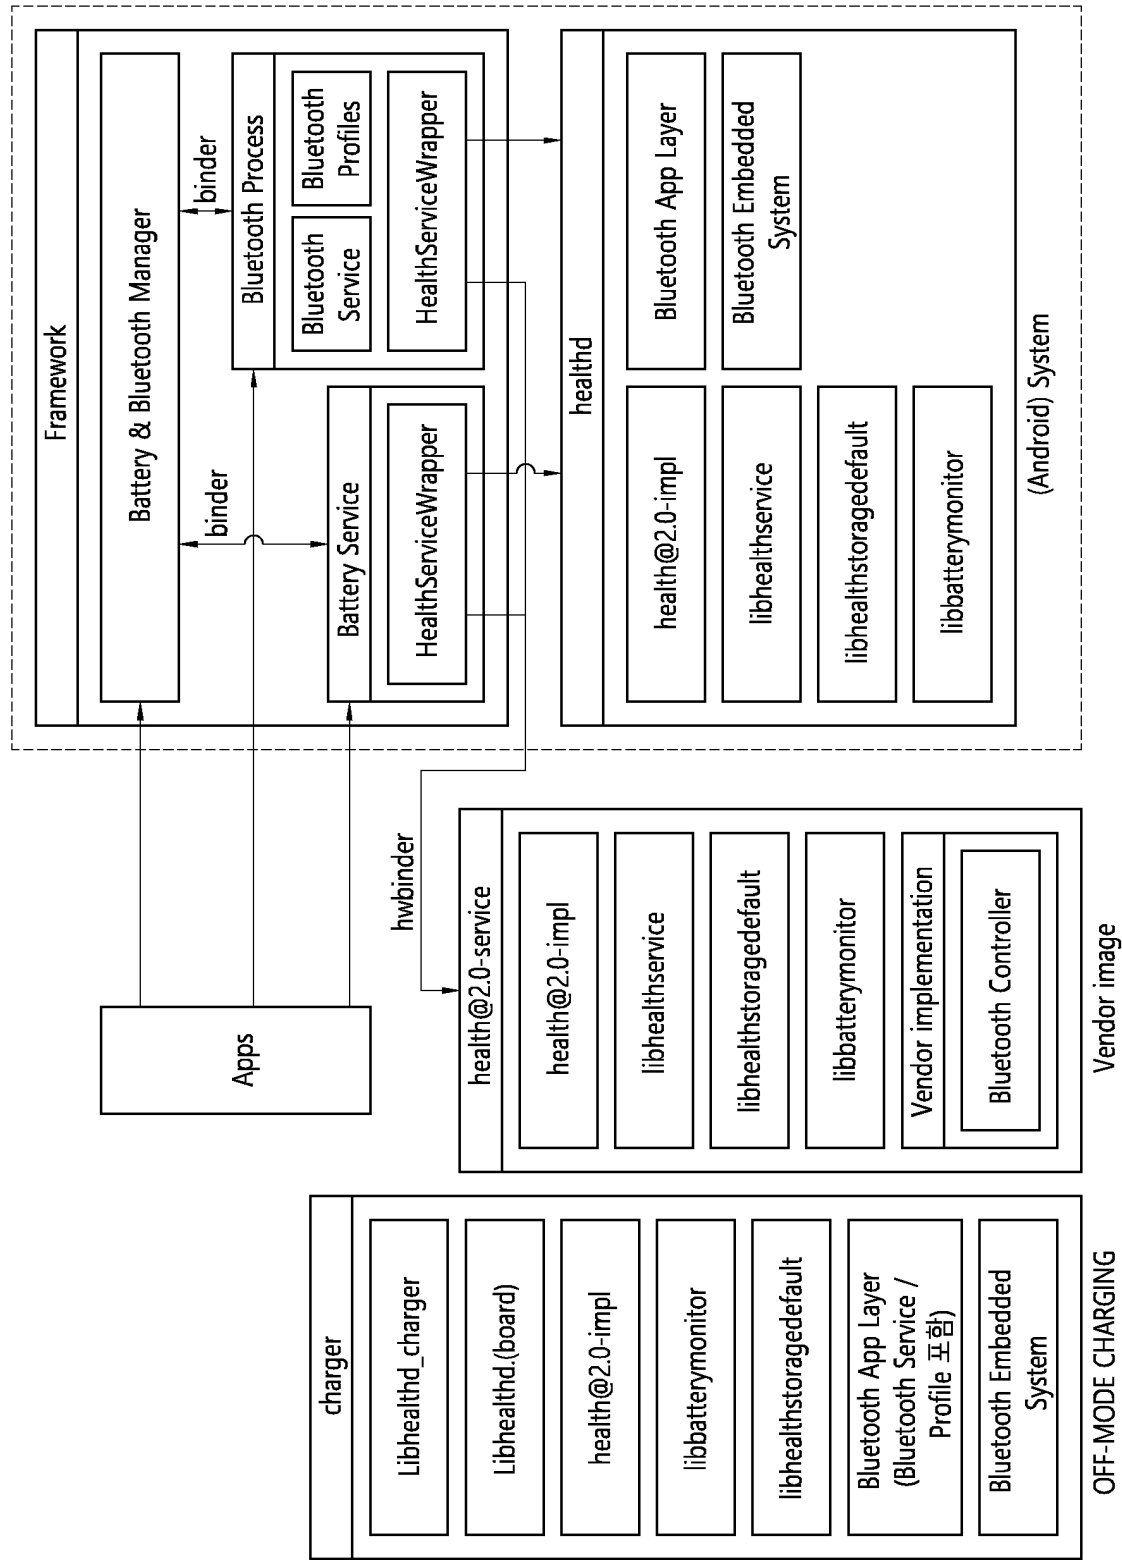 charger
Libhealthd_charger
Libhealthd.(board)
health@2.0-impl
libbatterymonitor
libhealthstoragedefault
Bluetooth App Layer
(Bluetooth Service /
Profile 포함)
Bluetooth Embedded
System
OFF-MODE CHARGING
Apps
hwbinder
health@2.0-service
health@2.0-impl
libhealthservice
libhealthstoragedefault
libbatterymonitor
Vendor implementation
Bluetooth Controller
Vendor image
Framework
Battery & Bluetooth Manager
binder
binder
Battery Service
HealthServiceWrapper
Bluetooth Process
Bluetooth
Service
Bluetooth
Profiles
HealthServiceWrapper
healthd
health@2.0-impl
libhealthservice
libhealthstoragedefault
libbatterymonitor
Bluetooth App Layer
Bluetooth Embedded
System
(Android) System